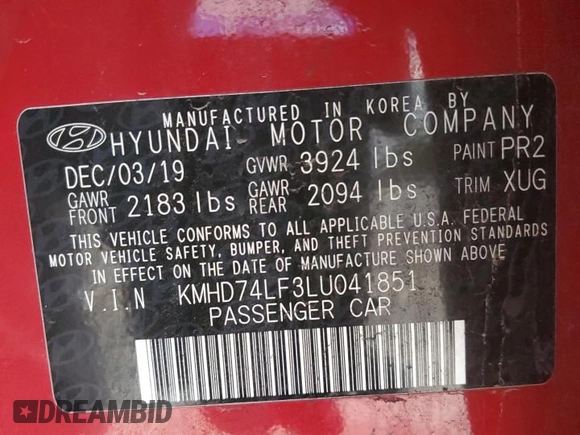 MANUFACTURED IN KOREA BY
HYUNDAI MOTOR COMPANY
DEC/03/19 GVWR 3924 lbs PAINT PR2
GAWR FRONT 2183 lbs GAWR REAR 2094 lbs TRIM XUG
THIS VEHICLE CONFORMS TO ALL APPLICABLE U.S.A. FEDERAL
MOTOR VEHICLE SAFETY, BUMPER, AND THEFT PREVENTION STANDARDS
IN EFFECT ON THE DATE OF MANUFACTURE SHOWN ABOVE
V.I.N KMHD74LF3LU041851
PASSENGER CAR
DREAMBID